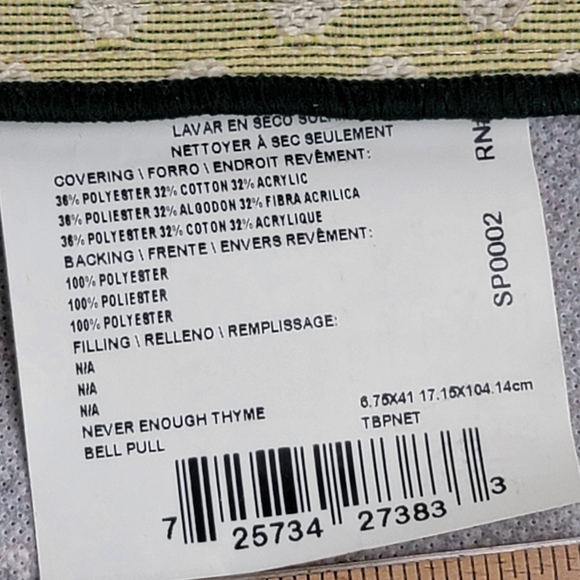 LAVAR EN SECO
NETTOYER À SEC SEULEMENT
COVERING \ FORRO \ ENDROIT REVÊMENT:
36% POLYESTER 32% COTTON 32% ACRYLIC
36% POLIESTER 32% ALGODON 32% FIBRA ACRILICA
36% POLYESTER 32% COTON 32% ACRYLIQUE
BACKING \ FRENTE \ ENVERS REVÊMENT:
100% POLYESTER
100% POLIESTER
100% POLYESTER
FILLING \ RELLENO \ REMPLISSAGE:
N/A
N/A
N/A
NEVER ENOUGH THYME
BELL PULL
6.75X41 17.15X104.14cm
TBPNET
7 25734 27383 3
RN#
SP0002